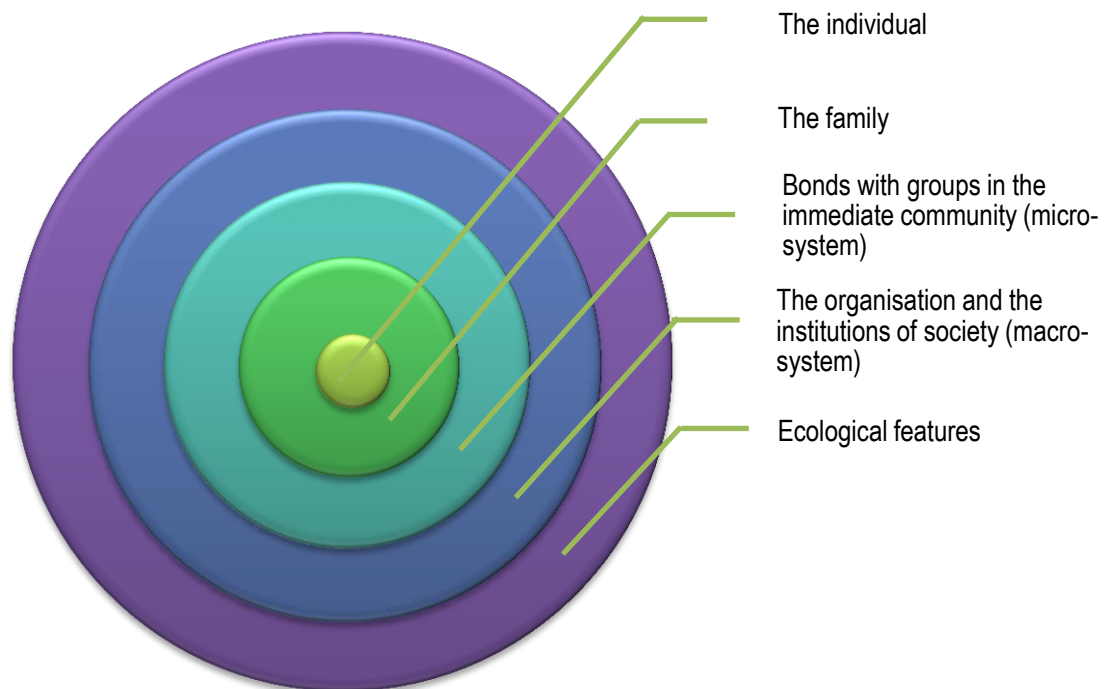 The individual
The family
Bonds with groups in the
immediate community (micro-
system)
The organisation and the
institutions of society (macro-
system)
Ecological features